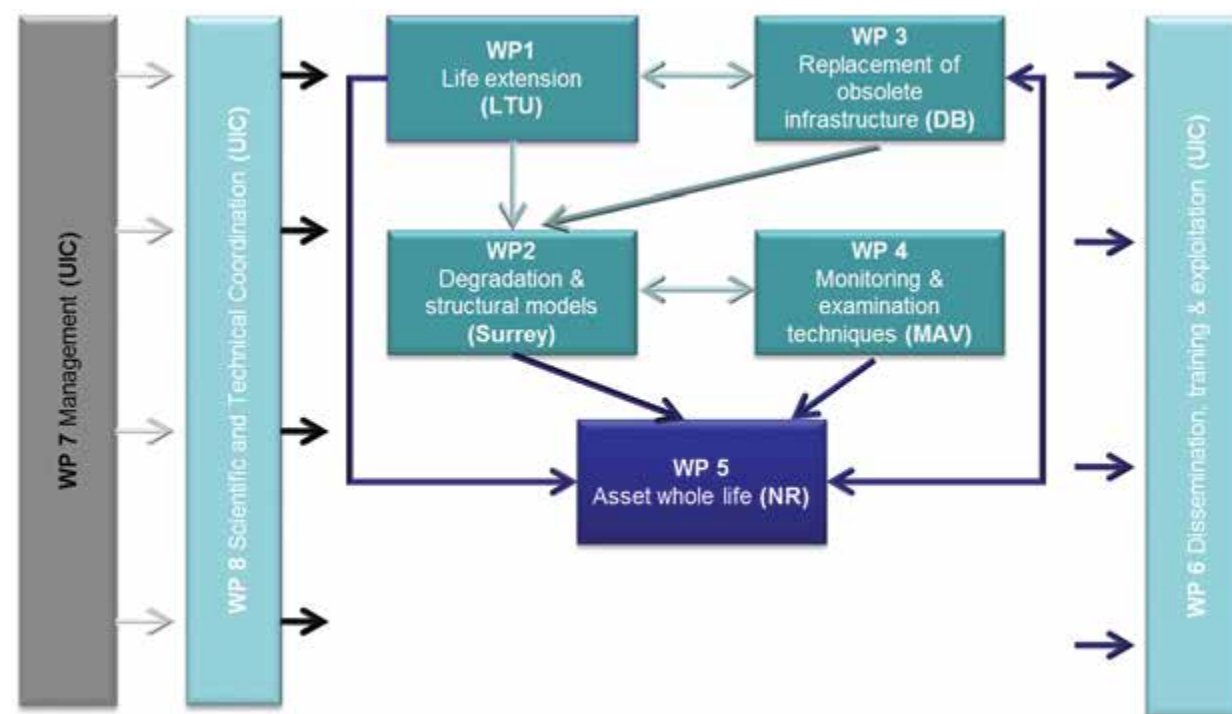 WP 7 Management (UIC)
WP 8 Scientific and Technical Coordination (UIC)
WP1
Life extension
(LTU)
WP 3
Replacement of
obsolete
infrastructure (DB)
WP2
Degradation &
structural models
(Surrey)
WP 4
Monitoring &
examination
techniques (MAV)
WP 5
Asset whole life (NR)
WP 6 Dissemination, training & exploitation (UIC)